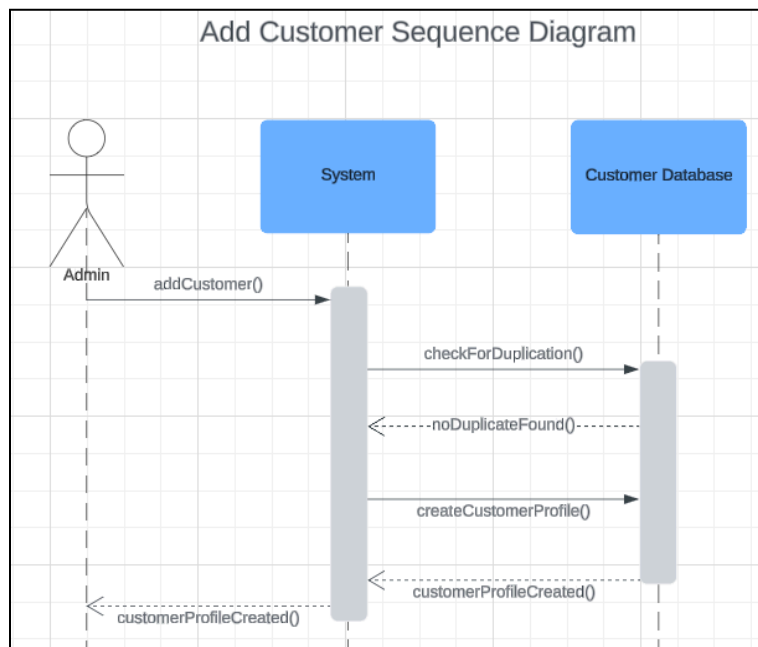 Add Customer Sequence Diagram
System
Customer Database
Admin
addCustomer()
checkForDuplication()
noDuplicateFound()
createCustomerProfile()
customerProfileCreated()
customerProfileCreated()